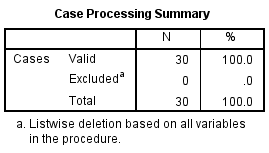 Case Processing Summary
N %
Cases Valid 30 100.0
Excludedª 0 .0
Total 30 100.0
a. Listwise deletion based on all variables
in the procedure.